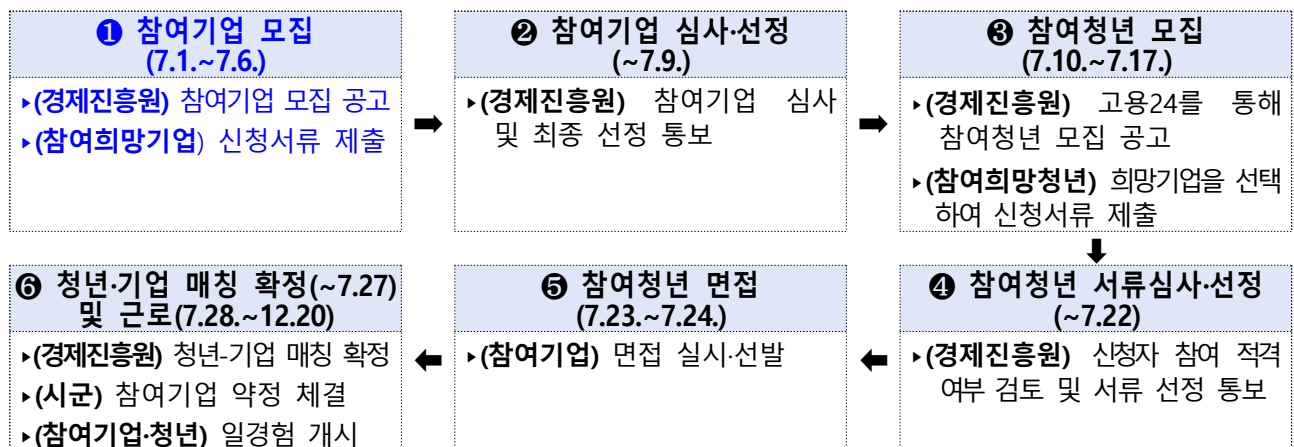 ❶ 참여기업 모집
(7.1.~7.6.)
▸(경제진흥원) 참여기업 모집 공고
▸(참여희망기업) 신청서류 제출
➡
❷ 참여기업 심사·선정
(~7.9.)
▸(경제진흥원) 참여기업 심사
및 최종 선정 통보
➡
❸ 참여청년 모집
(7.10.~7.17.)
▸(경제진흥원) 고용24를 통해
참여청년 모집 공고
▸(참여희망청년) 희망기업을 선택
하여 신청서류 제출
⬇
❹ 참여청년 서류심사·선정
(~7.22)
▸(경제진흥원) 신청자 참여 적격
여부 검토 및 서류 선정 통보
⬅
❺ 참여청년 면접
(7.23.~7.24.)
▸(참여기업) 면접 실시·선발
⬅
❻ 청년·기업 매칭 확정(~7.27)
및 근로(7.28.~12.20)
▸(경제진흥원) 청년-기업 매칭 확정
▸(시군) 참여기업 약정 체결
▸(참여기업·청년) 일경험 개시